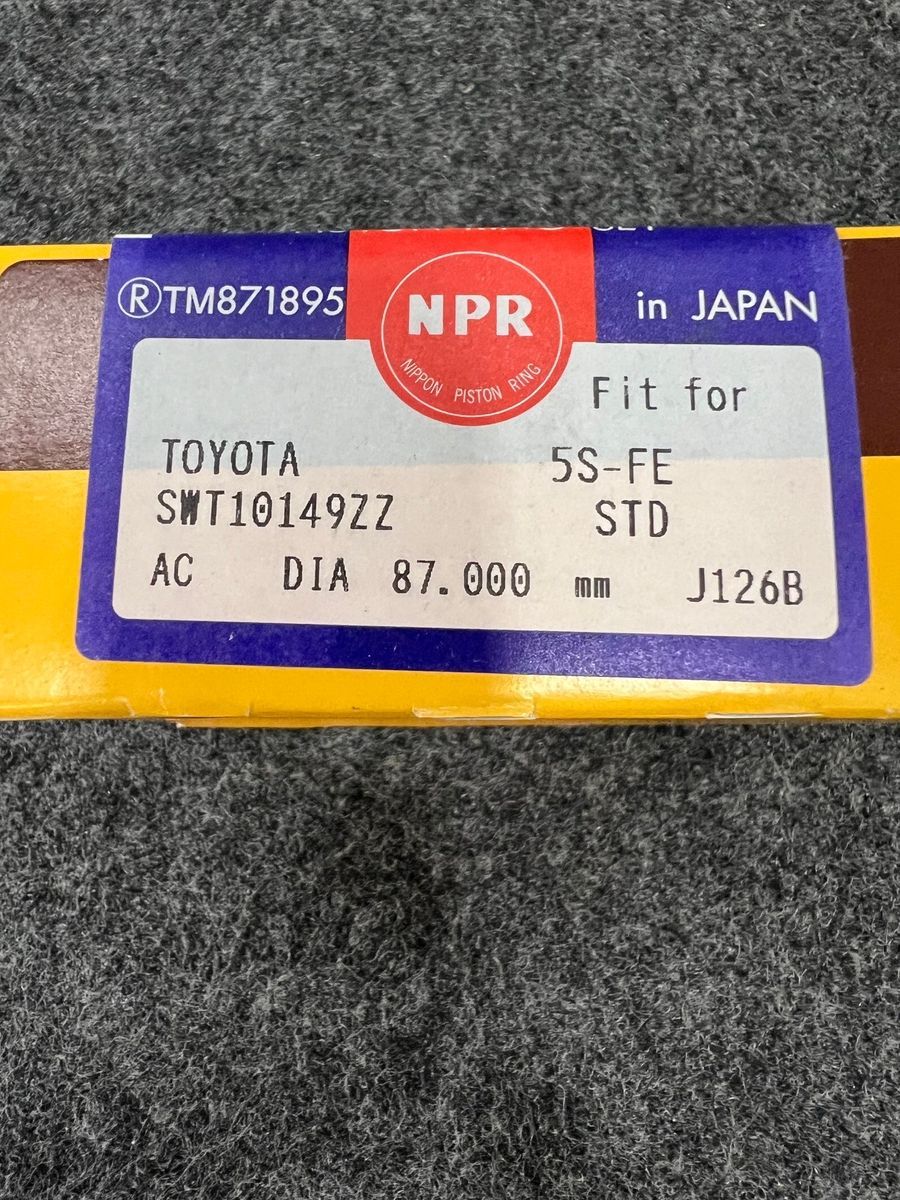 ®TM871895
NPR
NIPPON PISTON RING
in JAPAN
Fit for
TOYOTA 5S-FE
SWT10149ZZ STD
AC DIA 87.000 mm J126B